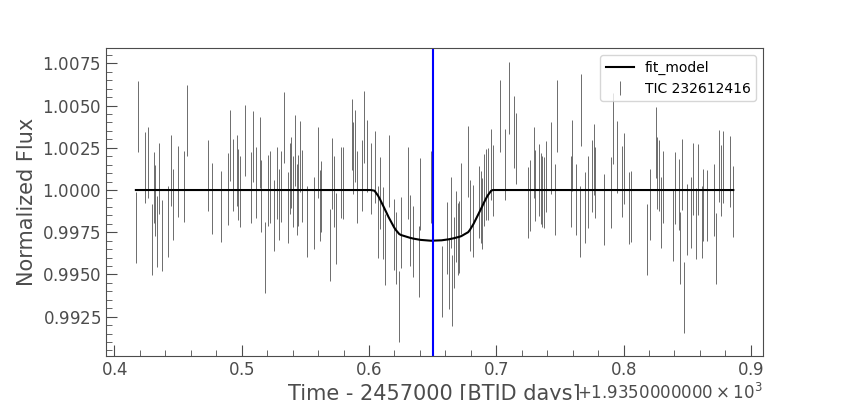 1.0075
1.0050
1.0025
1.0000
0.9975
0.9950
0.9925
Normalized Flux
fit_model
TIC 232612416
0.4 0.5 0.6 0.7 0.8 0.9
Time - 2457000 [BTJD days]
+1.9350000000 × 10³